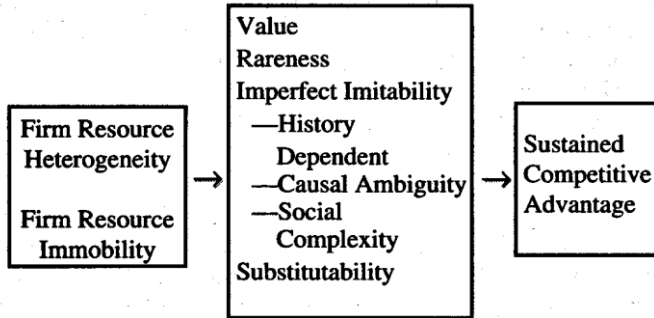 Firm Resource
Heterogeneity
Firm Resource
Immobility
Value
Rareness
Imperfect Imitability
—History
Dependent
—Causal Ambiguity
—Social
Complexity
Substitutability
Sustained
Competitive
Advantage